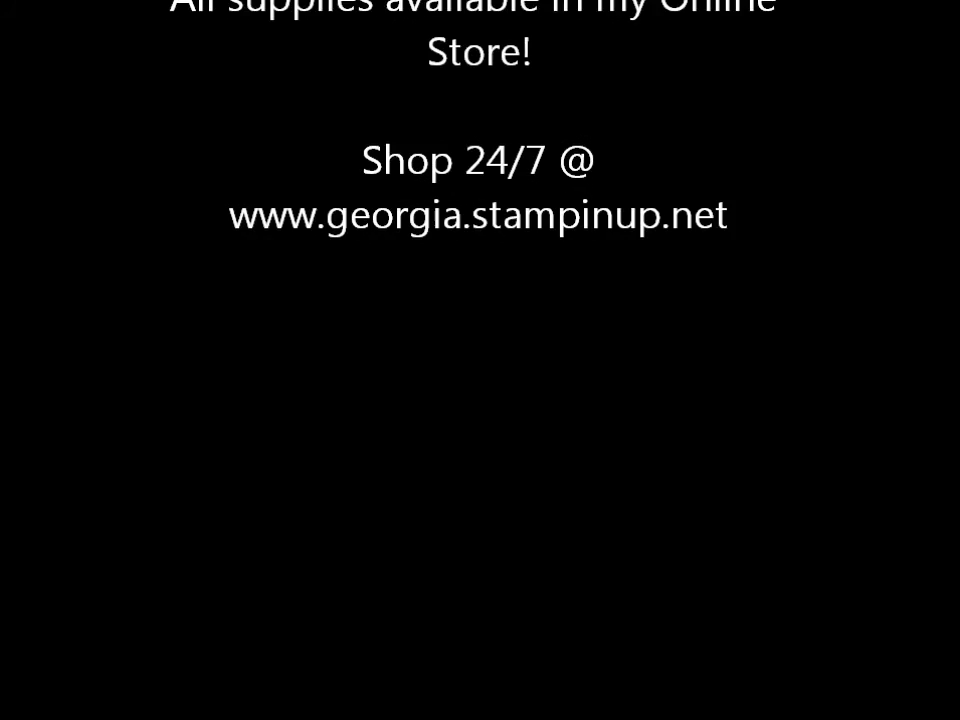 All supplies available in my Online
Store!
Shop 24/7 @
www.georgia.stampinup.net